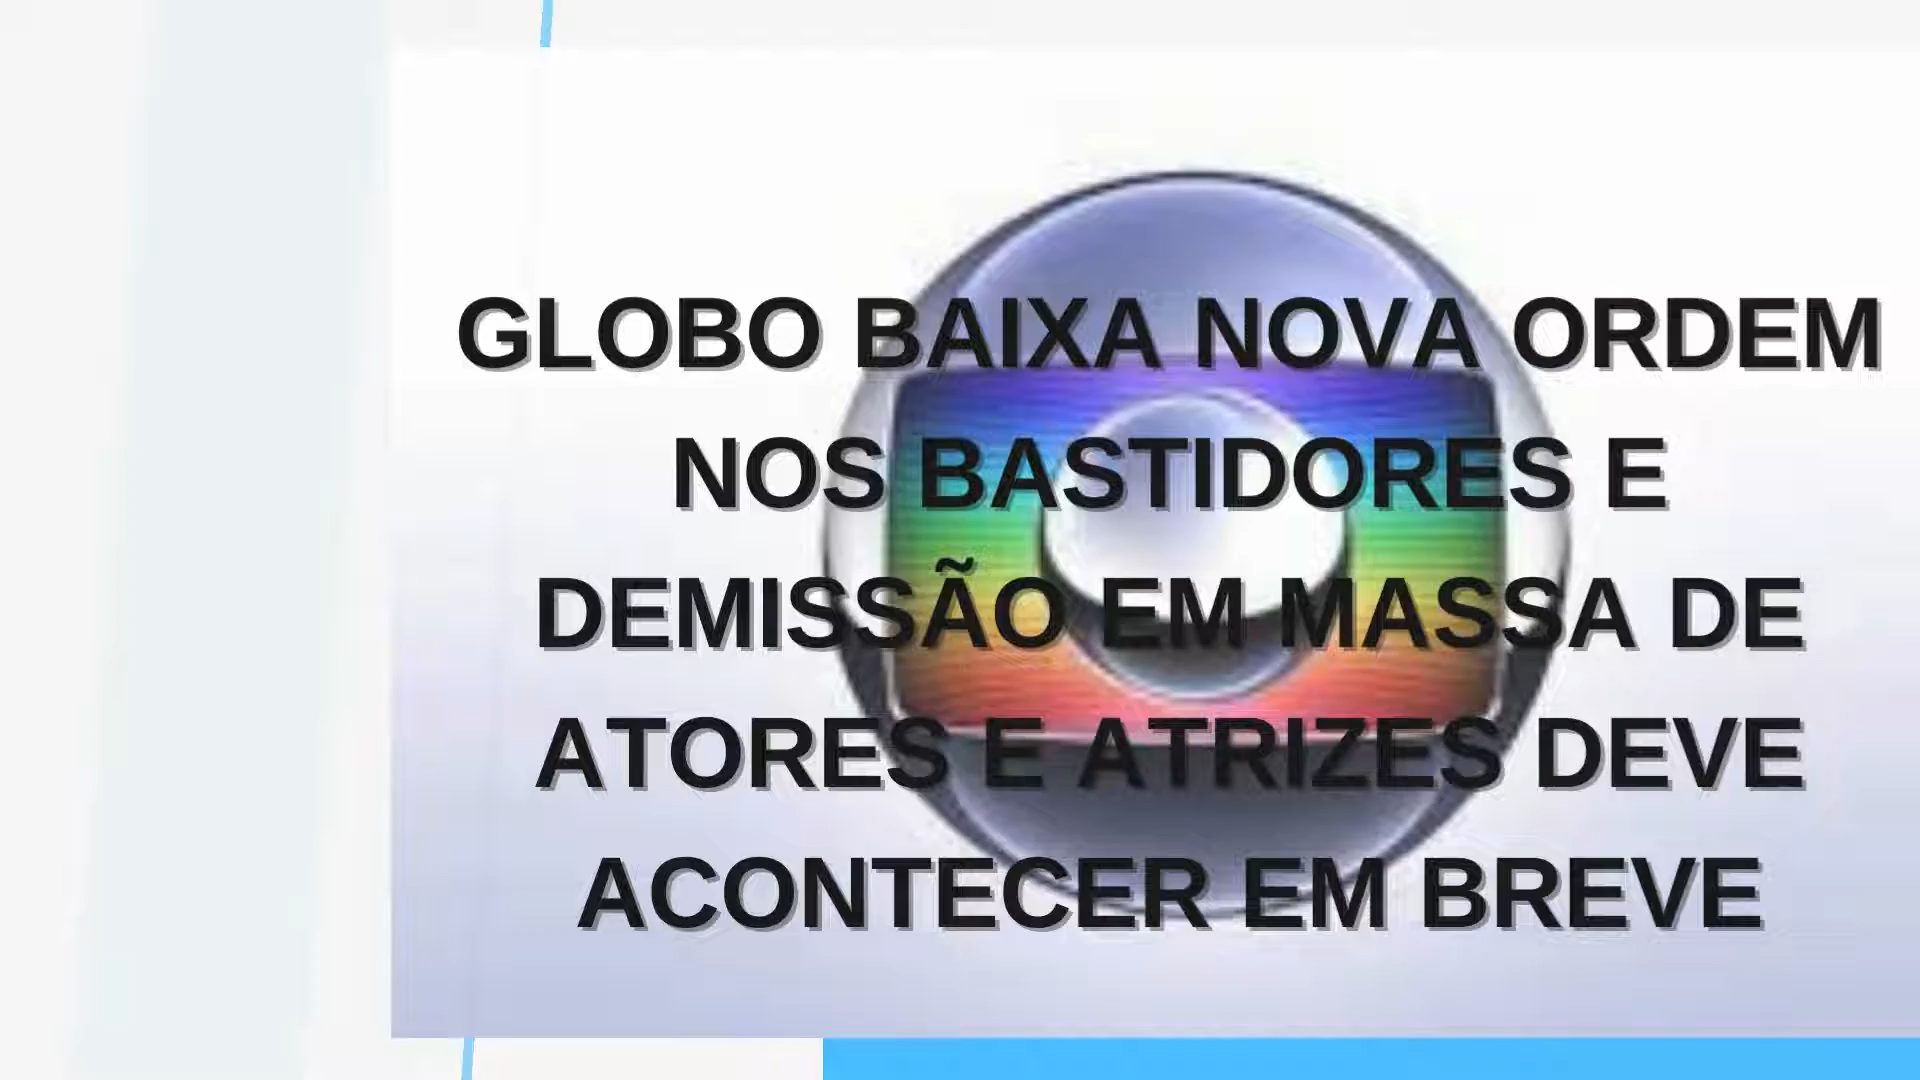 GLOBO BAIXA NOVA ORDEM
NOS BASTIDORES E
DEMISSÃO EM MASSA DE
ATORES E ATRIZES DEVE
ACONTECER EM BREVE